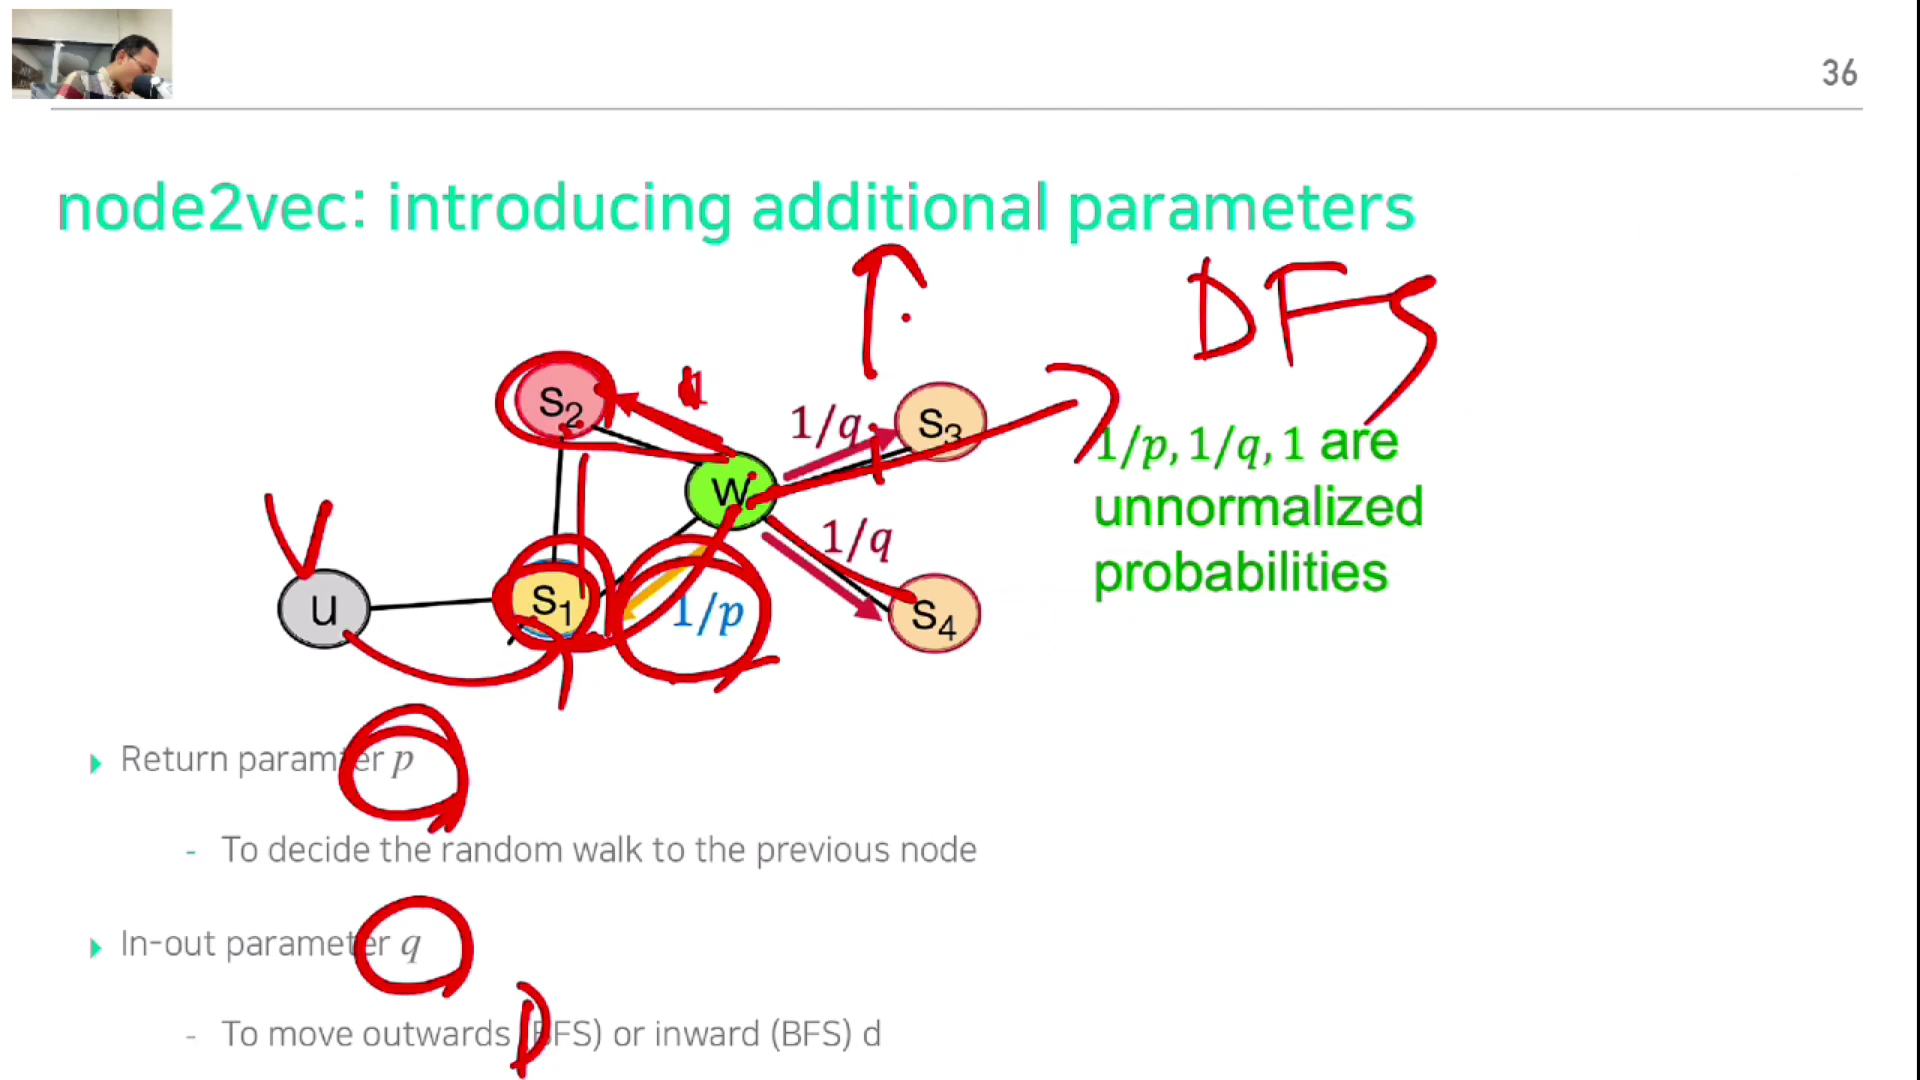 36
node2vec: introducing additional parameters
DFS
S2
1
1/q
S3
1/p, 1/q, 1 are
w
unnormalized
1/q
probabilities
u
S1
1/p
S4
Return paramter p
- To decide the random walk to the previous node
In-out parameter q
D
- To move outwards (BFS) or inward (BFS) d